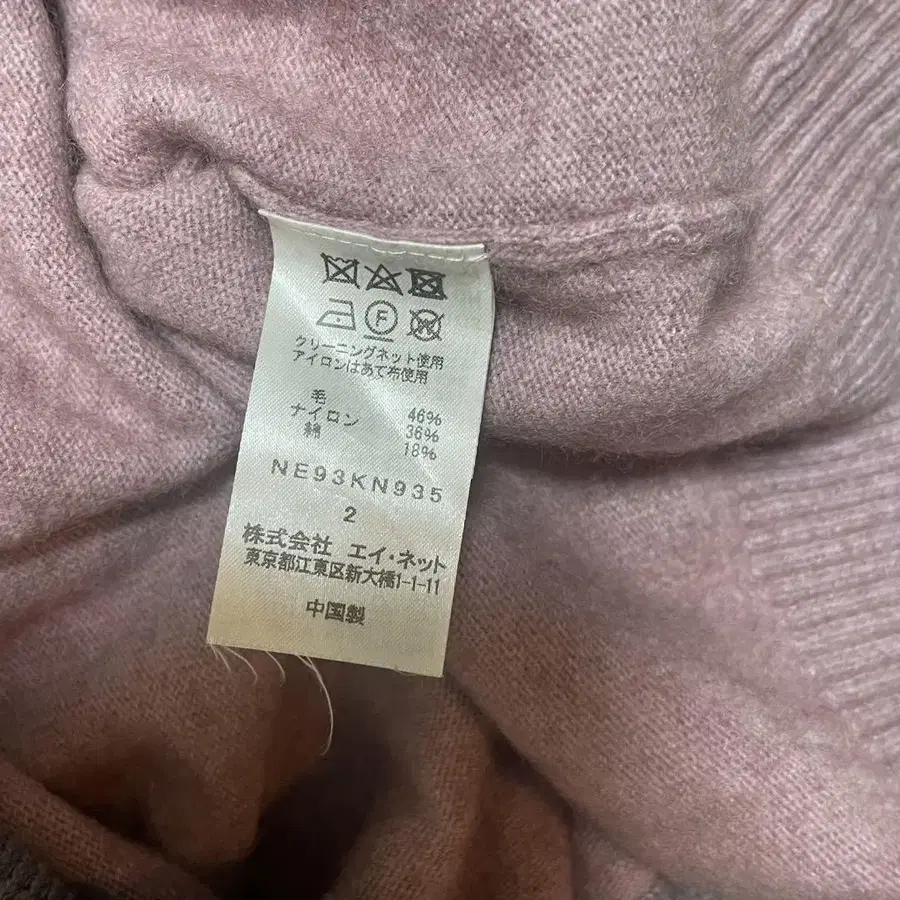 F W
クリーニングネット使用
アイロンはあて布使用
毛 46%
ナイロン 36%
綿 18%
NE93KN935
2
株式会社 エイ・ネット
東京都江東区新大橋1-1-11
中国製